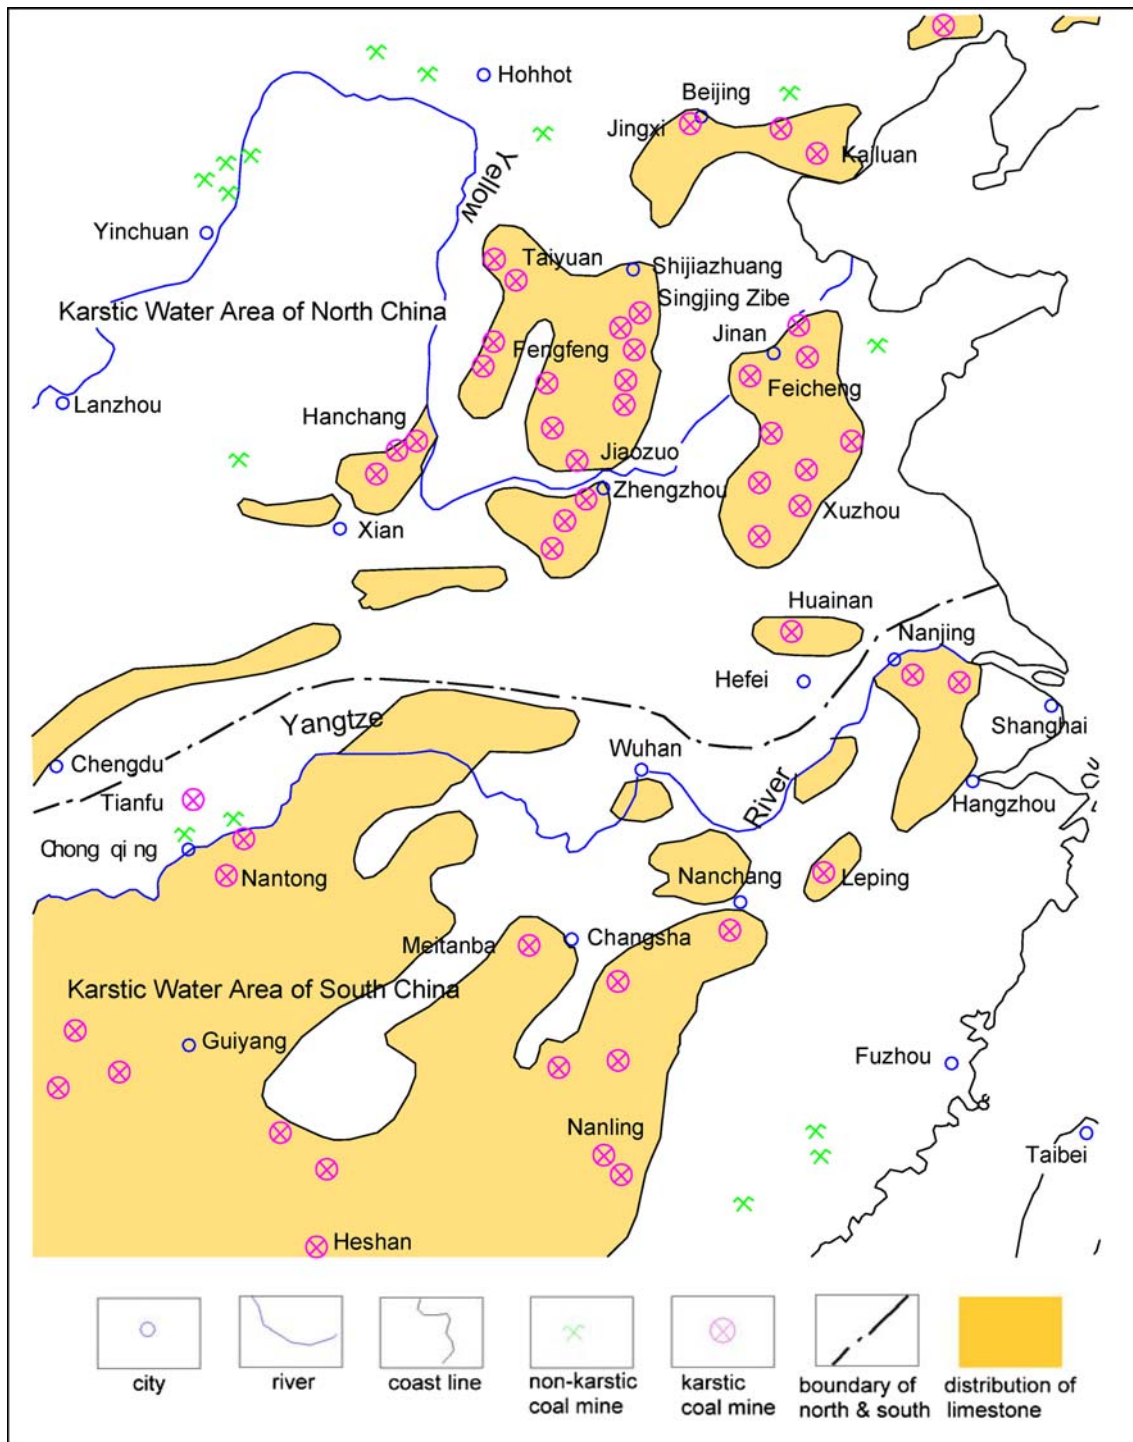 Hohhot
Beijing
Jingxi
Kailuan
Yellow
Yinchuan
Taiyuan
Shijiazhuang
Singjing Zibe
Karstic Water Area of North China
Jinan
Fengfeng
Feicheng
Lanzhou
Hanchang
Jiaozuo
Zhengzhou
Xuzhou
Xian
Huainan
Nanjing
Hefei
Yangtze
Shanghai
Wuhan
Chengdu
River
Tianfu
Hangzhou
Chong qi ng
Nantong
Nanchang
Leping
Meitanba
Changsha
Karstic Water Area of South China
Guiyang
Fuzhou
Nanling
Taibei
Heshan
city
river
coast line
non-karstic
coal mine
karstic
coal mine
boundary of
north & south
distribution of
limestone